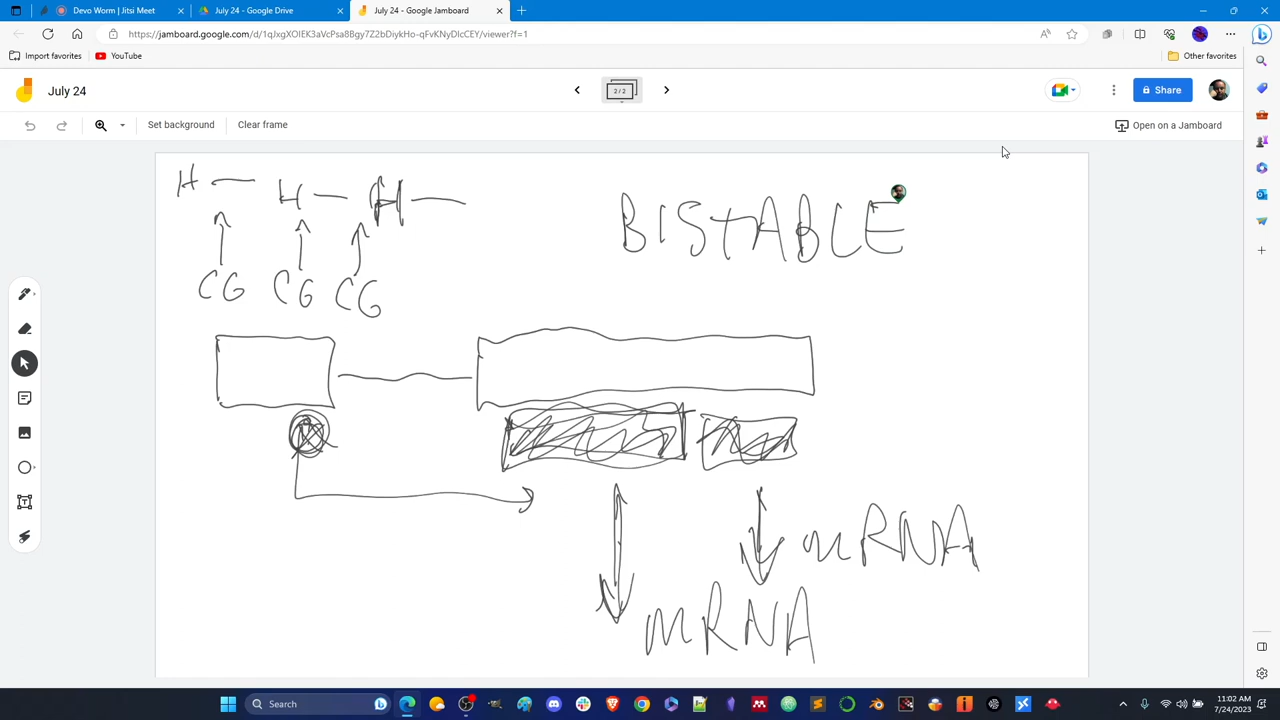 Devo Worm | Jitsi Meet
July 24 - Google Drive
July 24 - Google Jamboard
https://jamboard.google.com/d/1qJxgXOIEK3aVcPsa8Bgy7Z2bDiykHo-qFvKNyDIcCEY/viewer?f=1
Import favorites
YouTube
Other favorites
July 24
2/2
Share
Set background
Clear frame
Open on a Jamboard
H — H — H —
CG CG CG
BISTABLE
mRNA
mRNA
Search
11:02 AM
7/24/2023